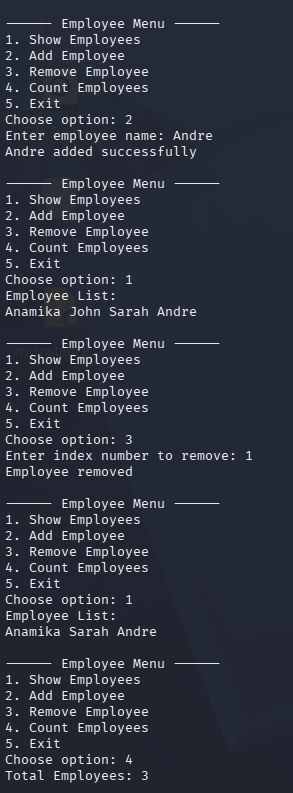 ------ Employee Menu ------
1. Show Employees
2. Add Employee
3. Remove Employee
4. Count Employees
5. Exit
Choose option: 2
Enter employee name: Andre
Andre added successfully
------ Employee Menu ------
1. Show Employees
2. Add Employee
3. Remove Employee
4. Count Employees
5. Exit
Choose option: 1
Employee List:
Anamika John Sarah Andre
------ Employee Menu ------
1. Show Employees
2. Add Employee
3. Remove Employee
4. Count Employees
5. Exit
Choose option: 3
Enter index number to remove: 1
Employee removed
------ Employee Menu ------
1. Show Employees
2. Add Employee
3. Remove Employee
4. Count Employees
5. Exit
Choose option: 1
Employee List:
Anamika Sarah Andre
------ Employee Menu ------
1. Show Employees
2. Add Employee
3. Remove Employee
4. Count Employees
5. Exit
Choose option: 4
Total Employees: 3